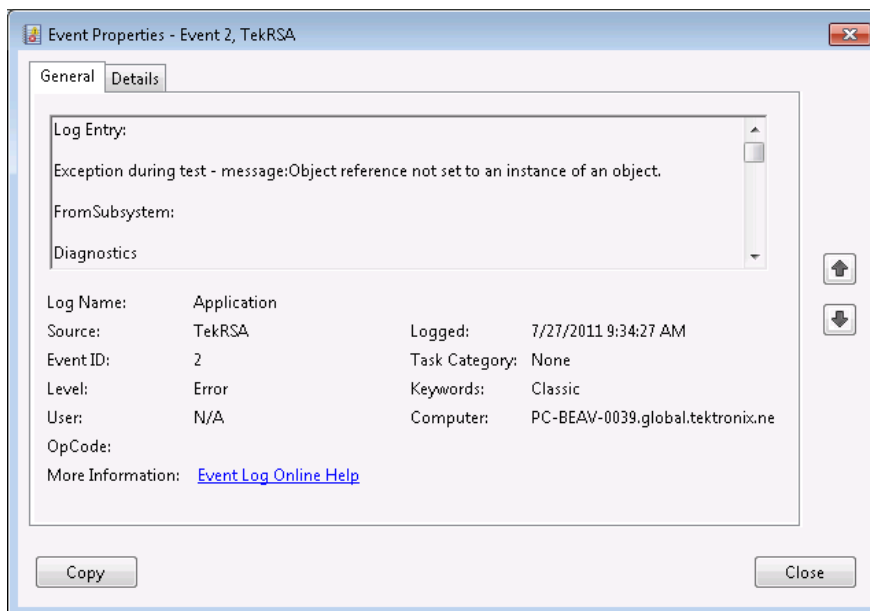 Event Properties - Event 2, TekRSA
General Details
Log Entry:
Exception during test - message:Object reference not set to an instance of an object.
FromSubsystem:
Diagnostics
Log Name: Application
Source: TekRSA Logged: 7/27/2011 9:34:27 AM
Event ID: 2 Task Category: None
Level: Error Keywords: Classic
User: N/A Computer: PC-BEAV-0039.global.tektronix.ne
OpCode:
More Information: Event Log Online Help
Copy Close